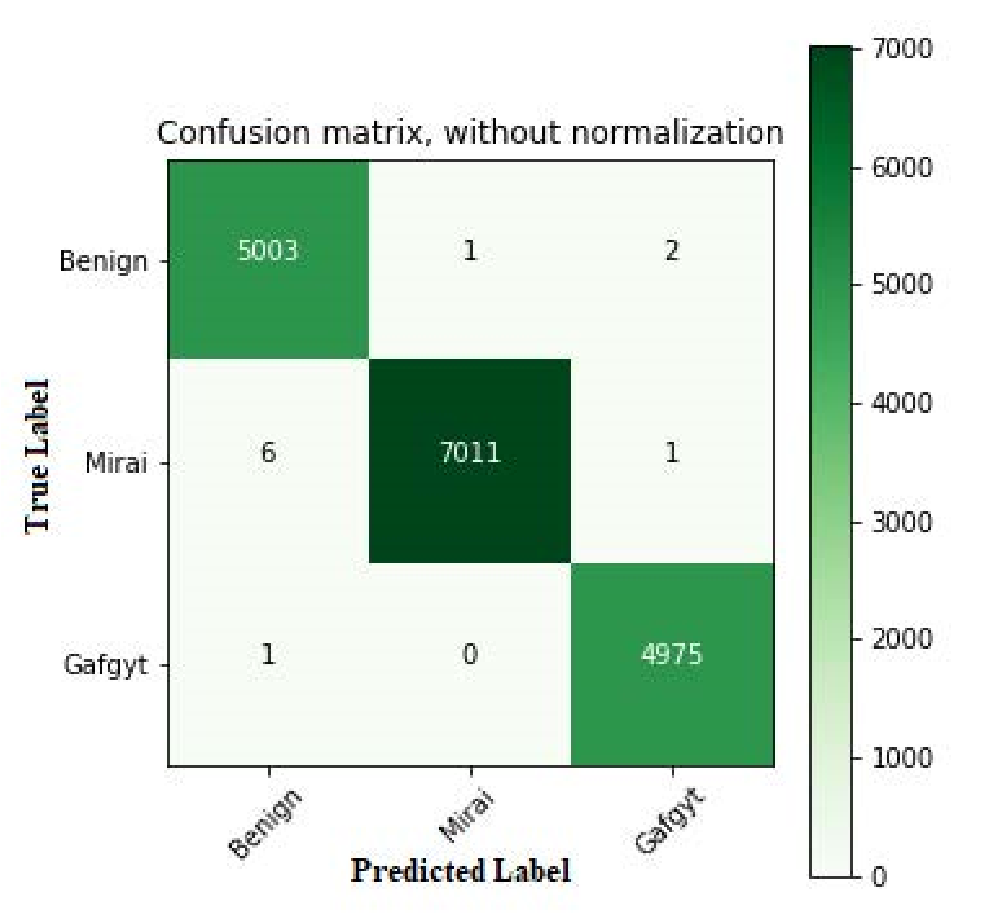 Confusion matrix, without normalization
True Label
Benign
Mirai
Gafgyt
5003 1 2
6 7011 1
1 0 4975
Benign Mirai Gafgyt
Predicted Label
7000
6000
5000
4000
3000
2000
1000
0